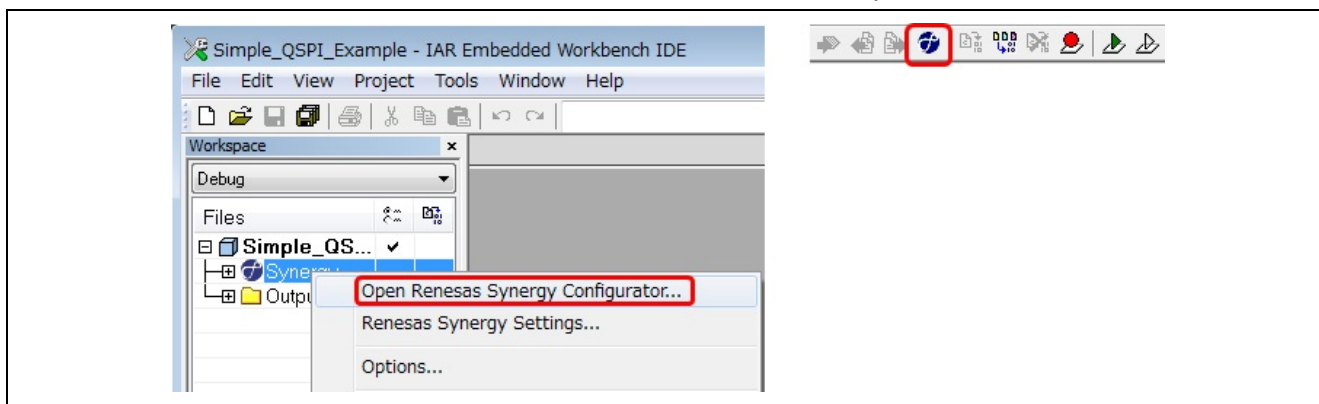 Simple_QSPI_Example - IAR Embedded Workbench IDE
File Edit View Project Tools Window Help
Workspace
Debug
Files
Simple_QS...
Open Renesas Synergy Configurator...
Renesas Synergy Settings...
Options...